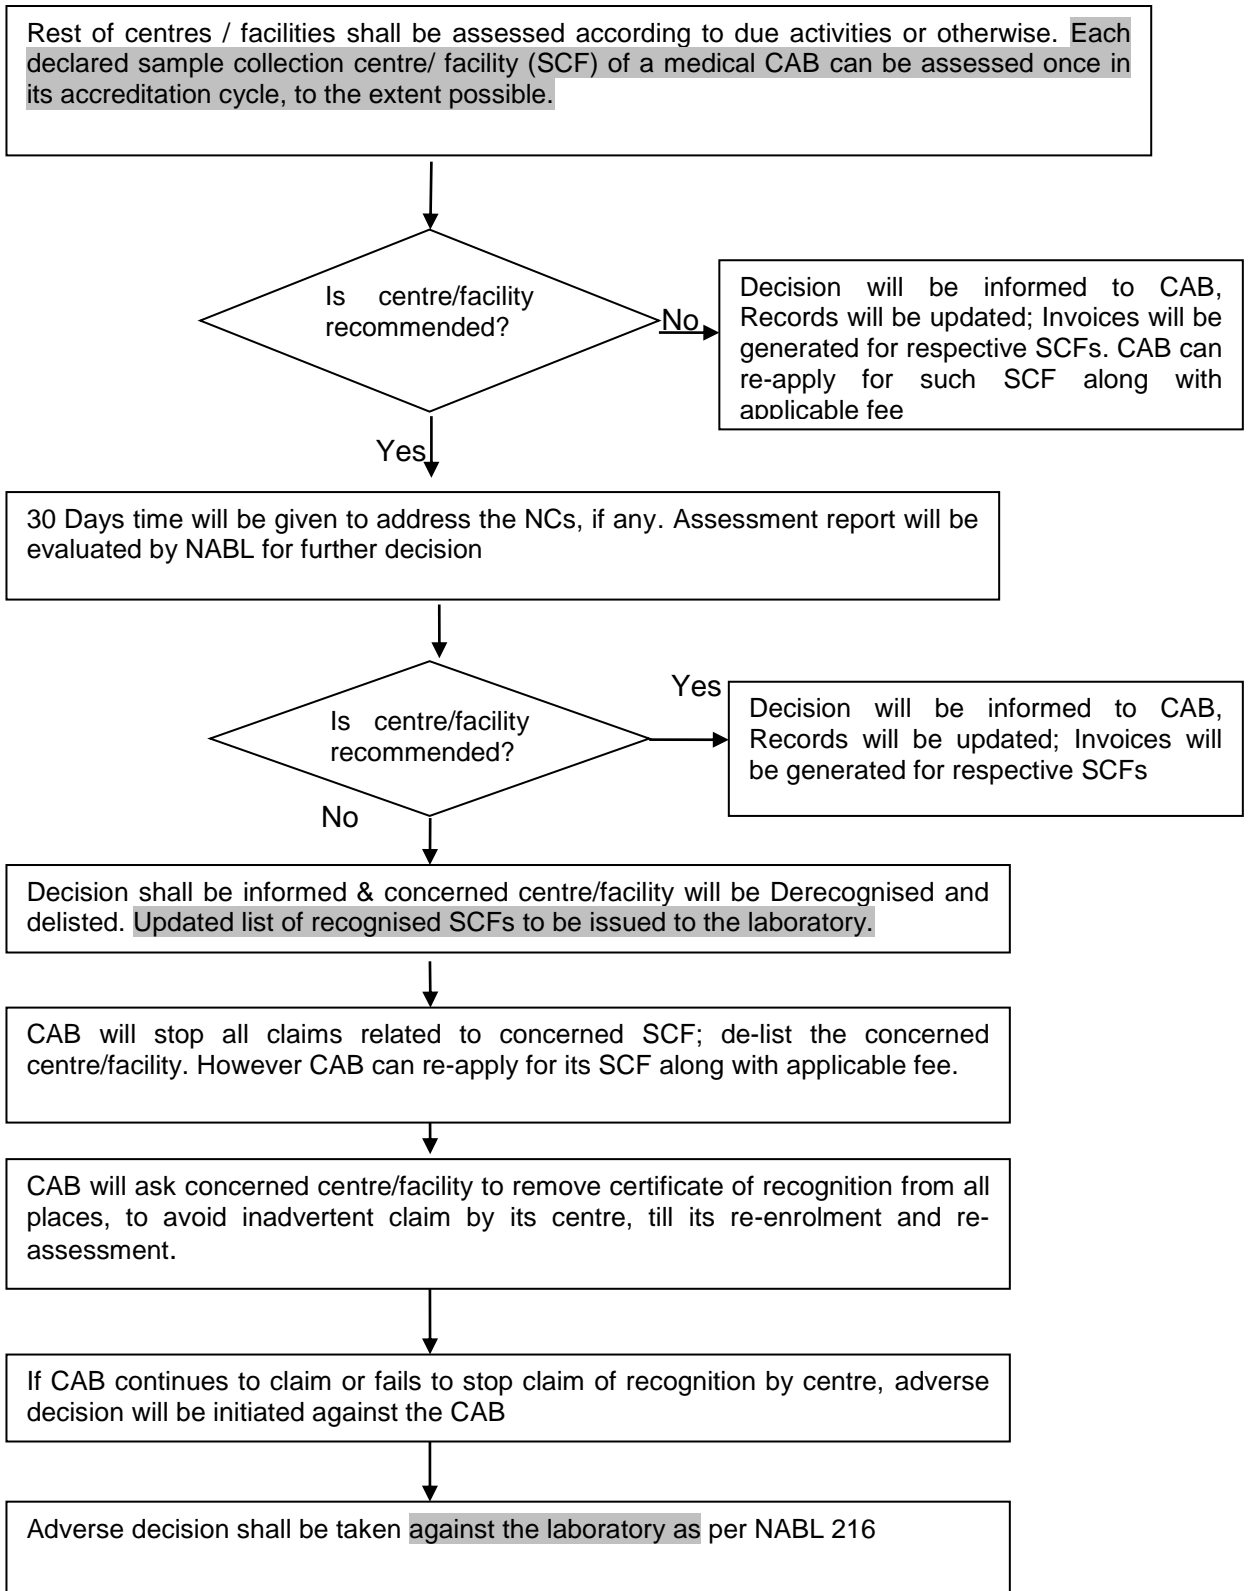 Rest of centres / facilities shall be assessed according to due activities or otherwise. Each
declared sample collection centre/ facility (SCF) of a medical CAB can be assessed once in
its accreditation cycle, to the extent possible.
Is centre/facility
recommended?
No
Decision will be informed to CAB,
Records will be updated; Invoices will be
generated for respective SCFs. CAB can
re-apply for such SCF along with
applicable fee
Yes
30 Days time will be given to address the NCs, if any. Assessment report will be
evaluated by NABL for further decision
Is centre/facility
recommended?
Yes
Decision will be informed to CAB,
Records will be updated; Invoices will
be generated for respective SCFs
No
Decision shall be informed & concerned centre/facility will be Derecognised and
delisted. Updated list of recognised SCFs to be issued to the laboratory.
CAB will stop all claims related to concerned SCF; de-list the concerned
centre/facility. However CAB can re-apply for its SCF along with applicable fee.
CAB will ask concerned centre/facility to remove certificate of recognition from all
places, to avoid inadvertent claim by its centre, till its re-enrolment and re-
assessment.
If CAB continues to claim or fails to stop claim of recognition by centre, adverse
decision will be initiated against the CAB
Adverse decision shall be taken against the laboratory as per NABL 216